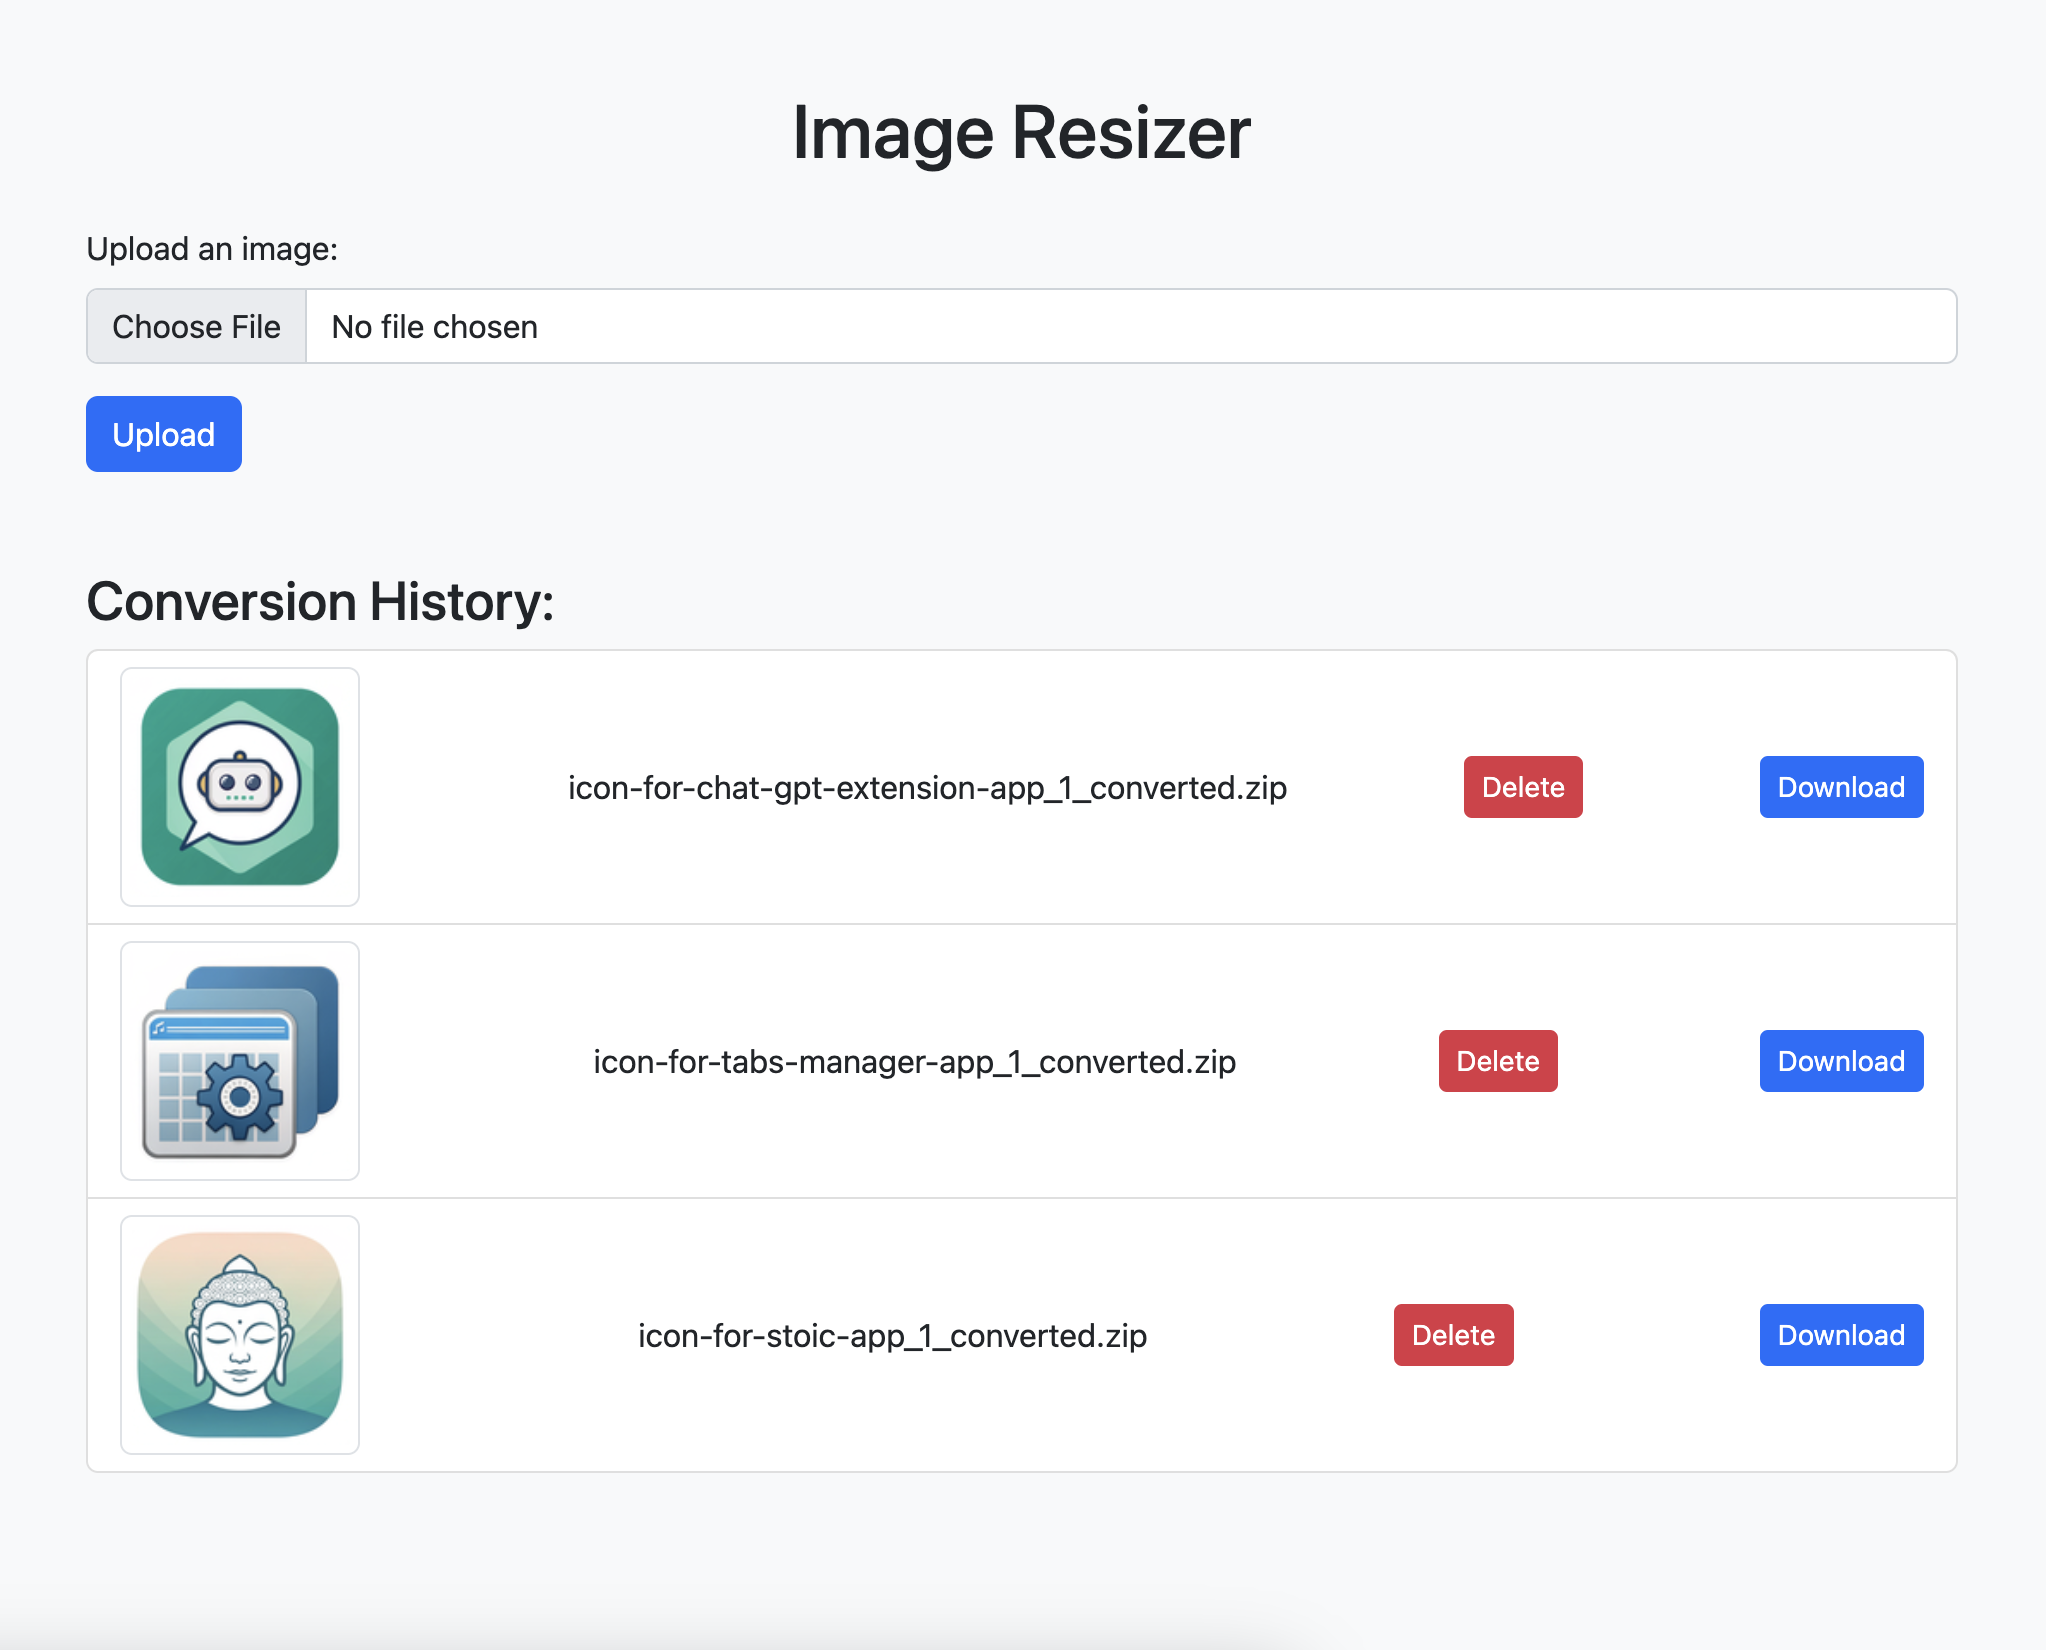 Image Resizer
Upload an image:
Choose File No file chosen
Upload
Conversion History:
icon-for-chat-gpt-extension-app_1_converted.zip Delete Download
icon-for-tabs-manager-app_1_converted.zip Delete Download
icon-for-stoic-app_1_converted.zip Delete Download